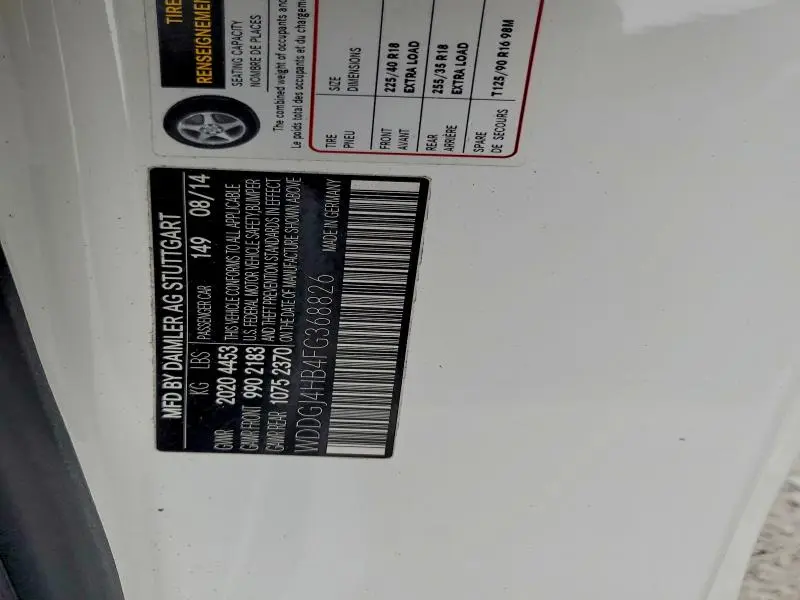 TIRE
RENSEIGNEMENT
SEATING CAPACITY
NOMBRE DE PLACES
The combined weight of occupants and
Le poids total des occupants et du chargement
TIRE SIZE
PNEU DIMENSIONS
FRONT 225/40 R18
AVANT EXTRA LOAD
REAR 255/35 R18
ARRIÈRE EXTRA LOAD
SPARE T125/90 R16 98M
DE SECOURS
MFD BY DAIMLER AG STUTTGART
KG LBS PASSENGER CAR 149 08/14
GVWR 2020 4453 THIS VEHICLE CONFORMS TO ALL APPLICABLE
GAWR FRONT 990 2183 U.S. FEDERAL MOTOR VEHICLE SAFETY, BUMPER
GAWR REAR 1075 2370 AND THEFT PREVENTION STANDARDS IN EFFECT
ON THE DATE OF MANUFACTURE SHOWN ABOVE
WDDGJ4HB4FG368826 MADE IN GERMANY